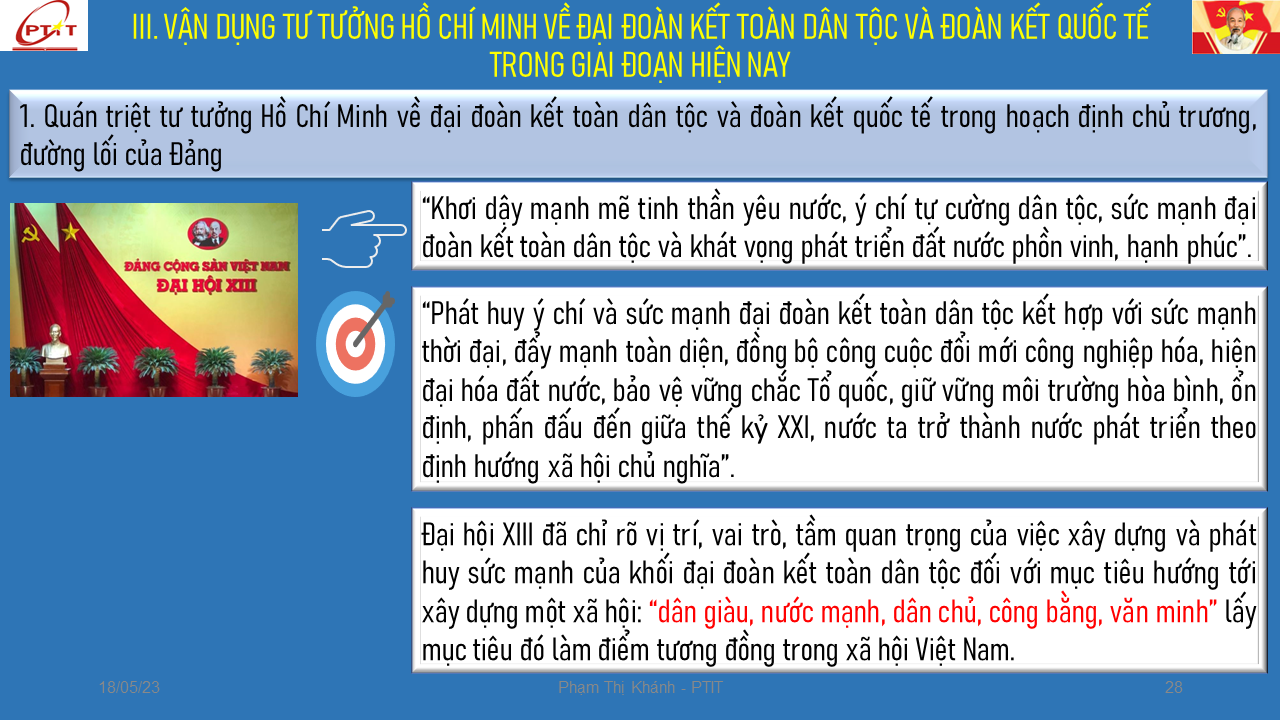 PTIT
III. VẬN DỤNG TƯ TƯỞNG HỒ CHÍ MINH VỀ ĐẠI ĐOÀN KẾT TOÀN DÂN TỘC VÀ ĐOÀN KẾT QUỐC TẾ
TRONG GIAI ĐOẠN HIỆN NAY
1. Quán triệt tư tưởng Hồ Chí Minh về đại đoàn kết toàn dân tộc và đoàn kết quốc tế trong hoạch định chủ trương,
đường lối của Đảng
ĐẢNG CỘNG SẢN VIỆT NAM
ĐẠI HỘI XIII
“Khơi dậy mạnh mẽ tinh thần yêu nước, ý chí tự cường dân tộc, sức mạnh đại
đoàn kết toàn dân tộc và khát vọng phát triển đất nước phồn vinh, hạnh phúc”.
“Phát huy ý chí và sức mạnh đại đoàn kết toàn dân tộc kết hợp với sức mạnh
thời đại, đẩy mạnh toàn diện, đồng bộ công cuộc đổi mới công nghiệp hóa, hiện
đại hóa đất nước, bảo vệ vững chắc Tổ quốc, giữ vững môi trường hòa bình, ổn
định, phấn đấu đến giữa thế kỷ XXI, nước ta trở thành nước phát triển theo
định hướng xã hội chủ nghĩa”.
Đại hội XIII đã chỉ rõ vị trí, vai trò, tầm quan trọng của việc xây dựng và phát
huy sức mạnh của khối đại đoàn kết toàn dân tộc đối với mục tiêu hướng tới
xây dựng một xã hội: “dân giàu, nước mạnh, dân chủ, công bằng, văn minh” lấy
mục tiêu đó làm điểm tương đồng trong xã hội Việt Nam.
18/05/23
Phạm Thị Khánh - PTIT
28